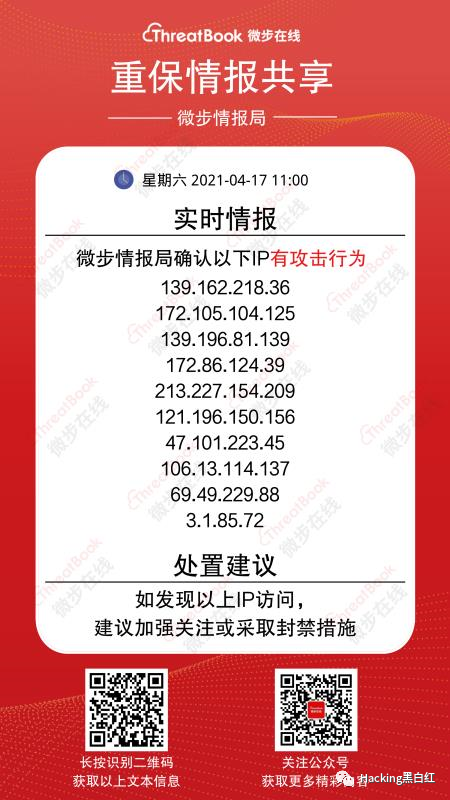 ThreatBook 微步在线
重保情报共享
微步情报局
星期六 2021-04-17 11:00
实时情报
微步情报局确认以下IP有攻击行为
139.162.218.36
172.105.104.125
139.196.81.139
172.86.124.39
213.227.154.209
121.196.150.156
47.101.223.45
106.13.114.137
69.49.229.88
3.1.85.72
处置建议
如发现以上IP访问，
建议加强关注或采取封禁措施
长按识别二维码
获取以上文本信息
关注公众号
获取更多精彩
Hacking黑白红